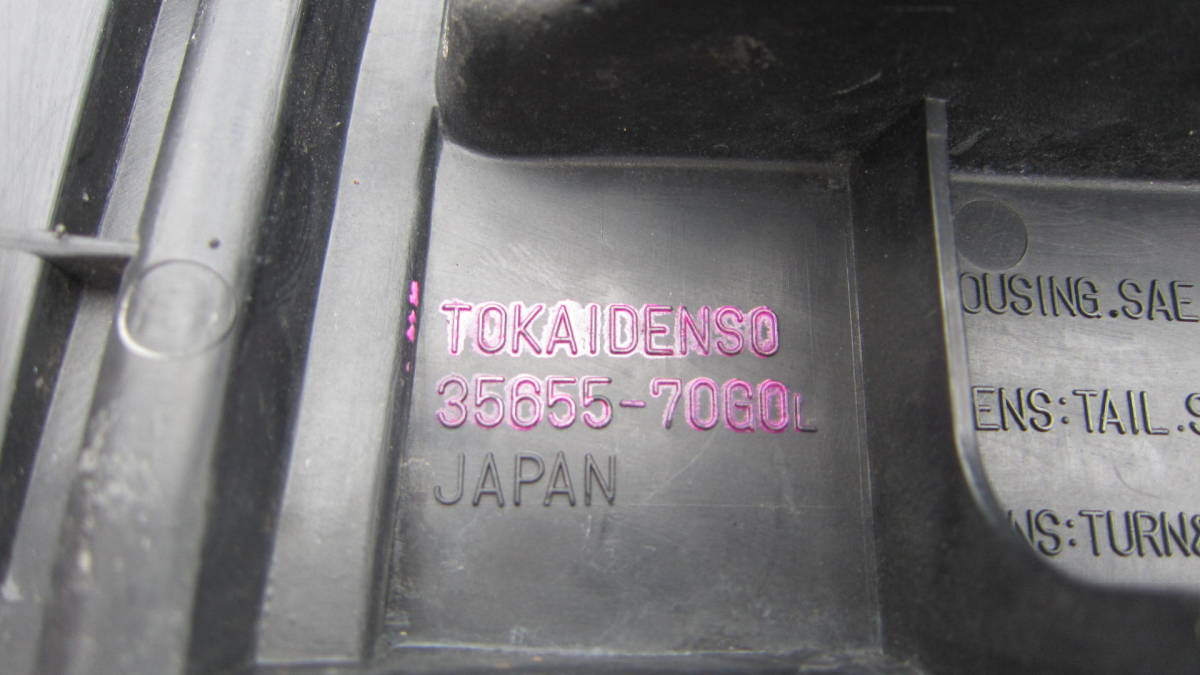 TOKAIDENSO
35655-70G0L
JAPAN
OUSING.SAE
ENS:TAIL.S
NS:TURN&